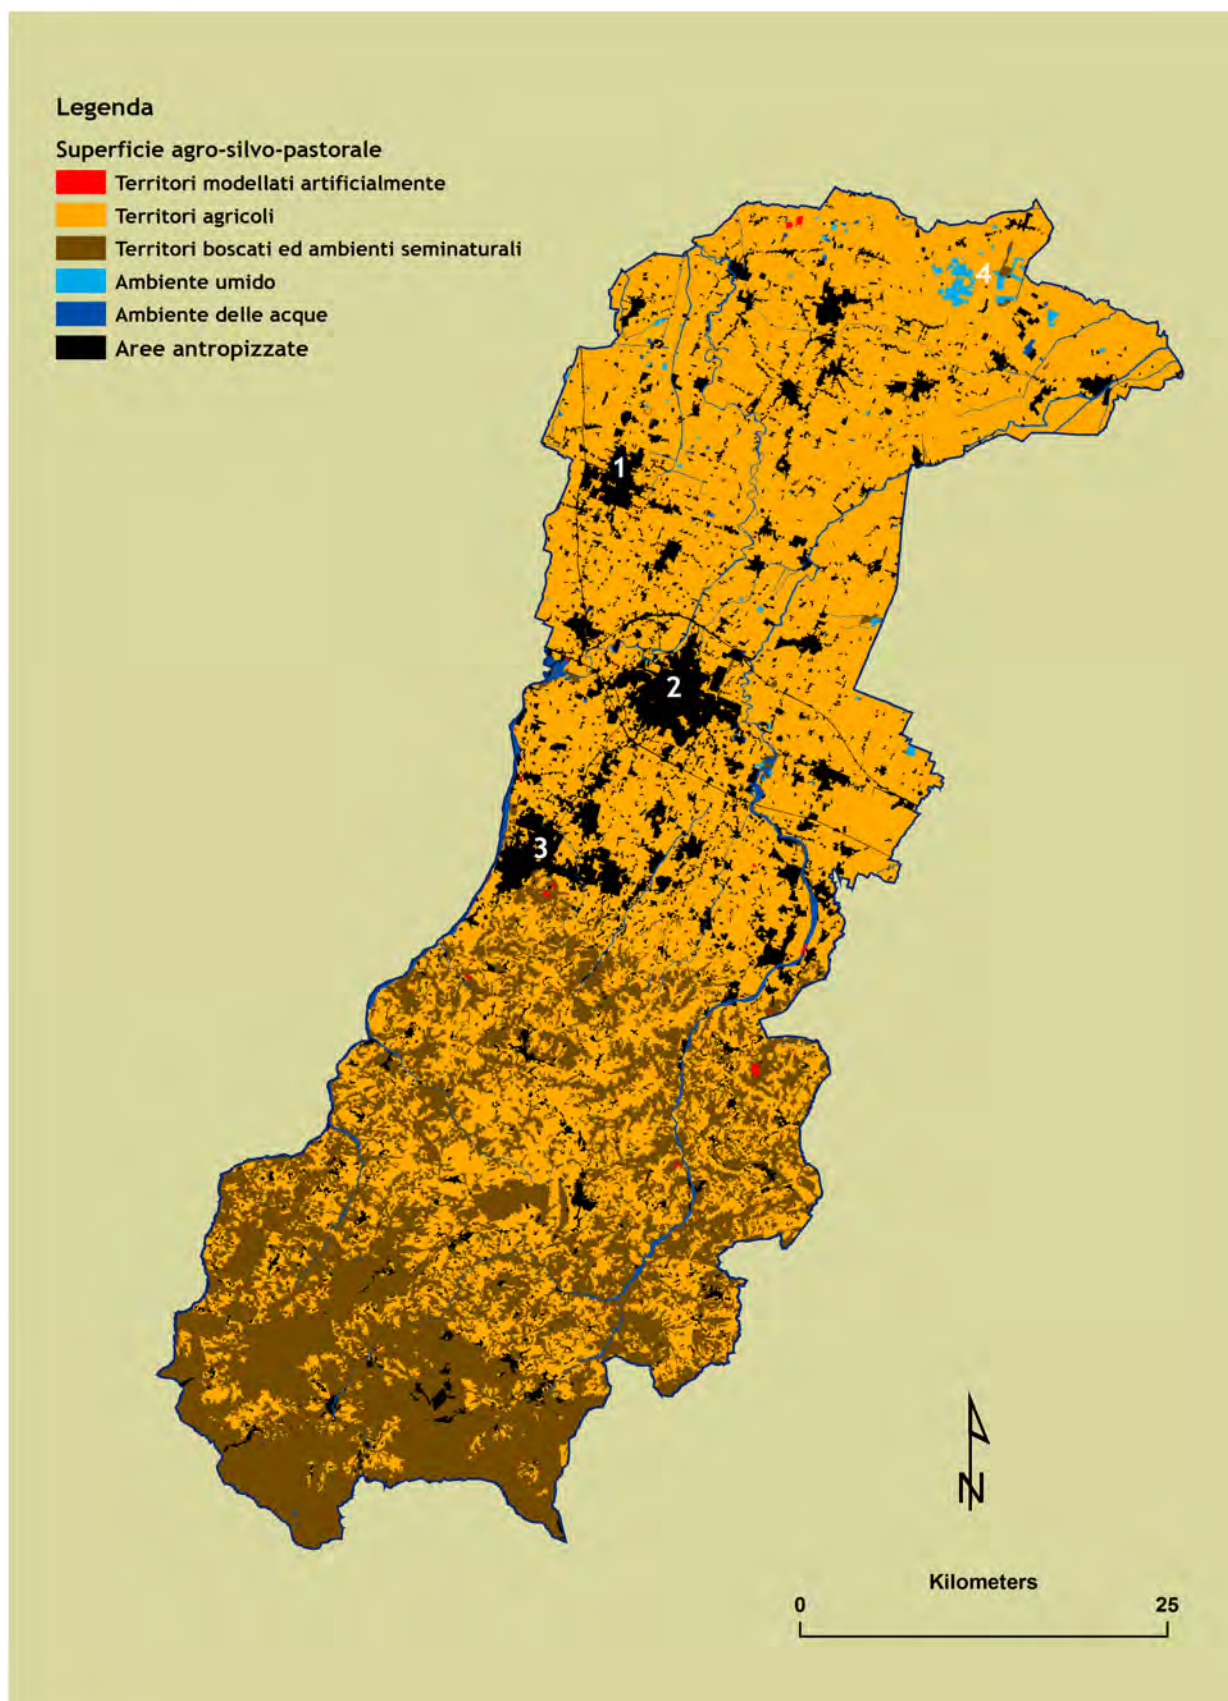 Legenda
Superficie agro-silvo-pastorale
Territori modellati artificialmente
Territori agricoli
Territori boscati ed ambienti seminaturali
Ambiente umido
Ambiente delle acque
Aree antropizzate
4
1
2
3
N
Kilometers
0 25